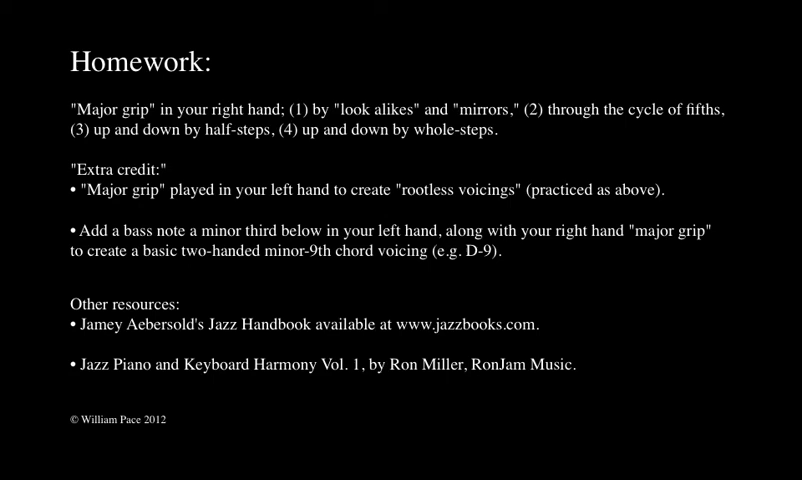 Homework:
"Major grip" in your right hand; (1) by "look alikes" and "mirrors," (2) through the cycle of fifths,
(3) up and down by half-steps, (4) up and down by whole-steps.
"Extra credit:"
• "Major grip" played in your left hand to create "rootless voicings" (practiced as above).
• Add a bass note a minor third below in your left hand, along with your right hand "major grip"
to create a basic two-handed minor-9th chord voicing (e.g. D-9).
Other resources:
• Jamey Aebersold's Jazz Handbook available at www.jazzbooks.com.
• Jazz Piano and Keyboard Harmony Vol. 1, by Ron Miller, RonJam Music.
© William Pace 2012